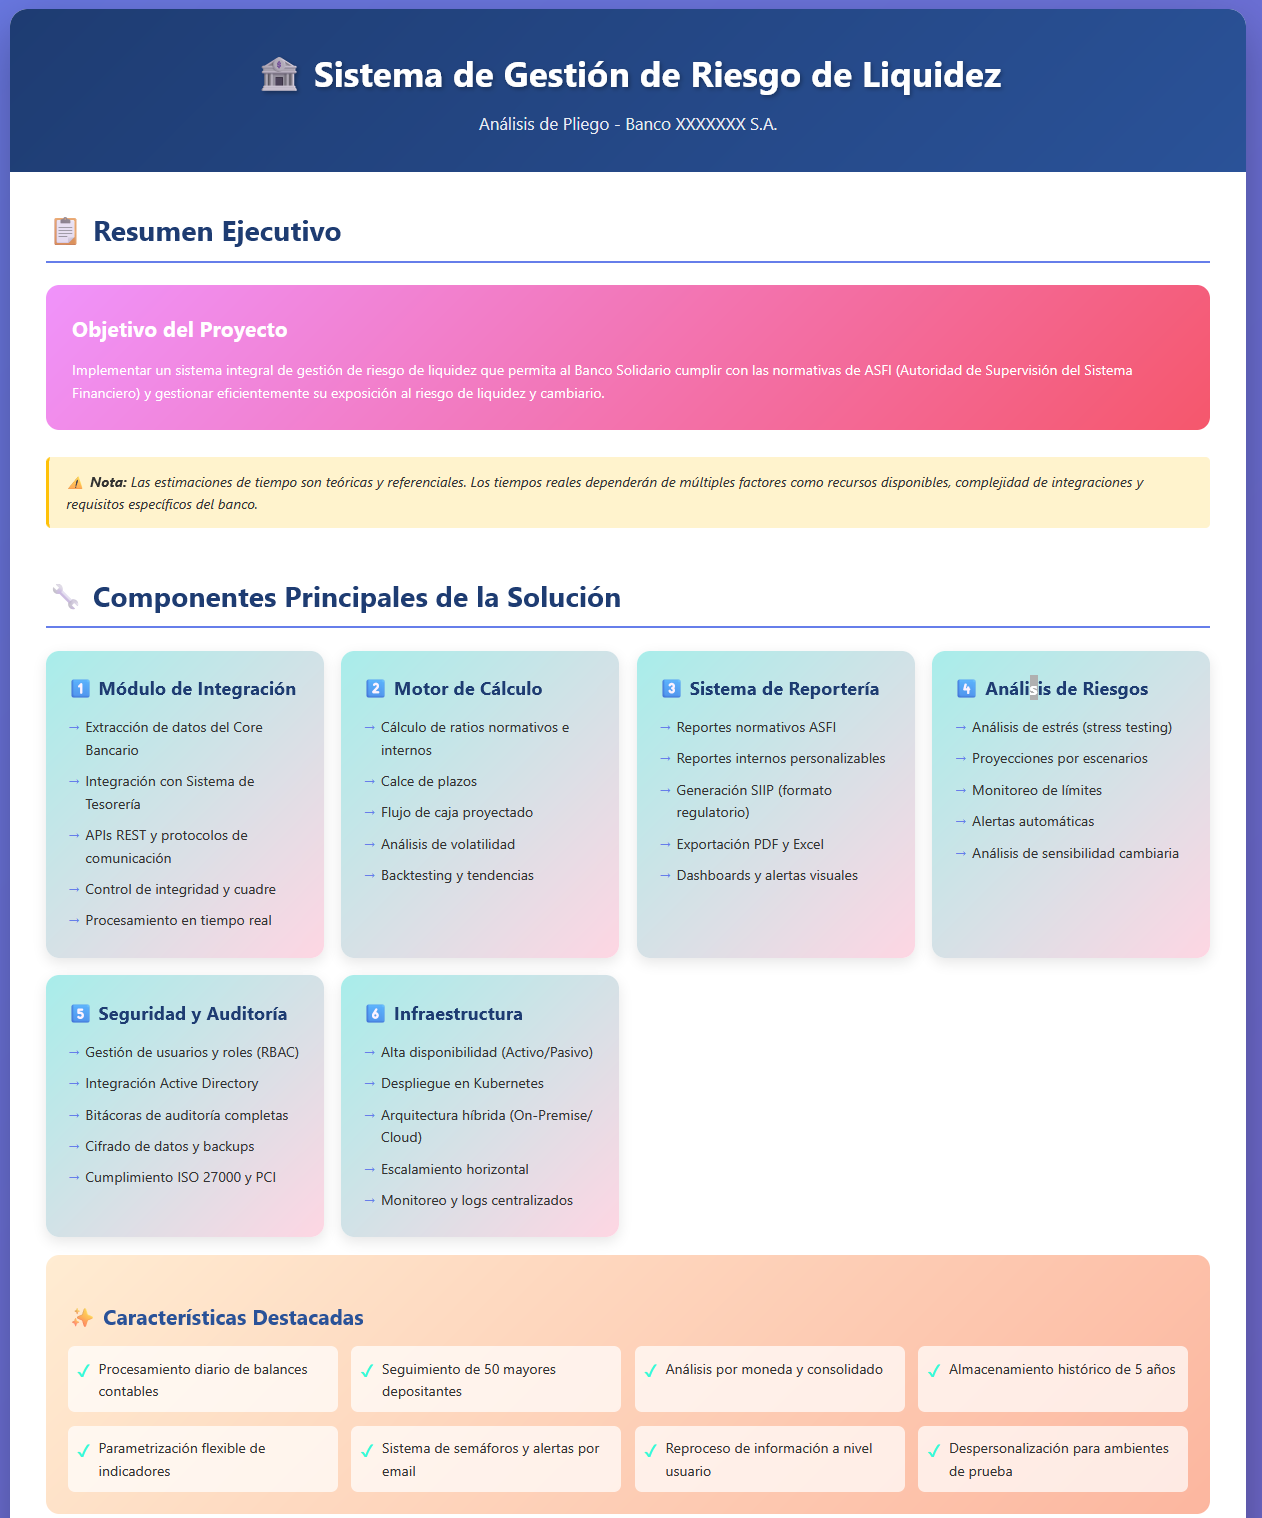 Sistema de Gestión de Riesgo de Liquidez
Análisis de Pliego - Banco XXXXXXX S.A.
Resumen Ejecutivo
Objetivo del Proyecto
Implementar un sistema integral de gestión de riesgo de liquidez que permita al Banco Solidario cumplir con las normativas de ASFI (Autoridad de Supervisión del Sistema
Financiero) y gestionar eficientemente su exposición al riesgo de liquidez y cambiario.
⚠️ Nota: Las estimaciones de tiempo son teóricas y referenciales. Los tiempos reales dependerán de múltiples factores como recursos disponibles, complejidad de integraciones y
requisitos específicos del banco.
Componentes Principales de la Solución
1 Módulo de Integración
→ Extracción de datos del Core
Bancario
→ Integración con Sistema de
Tesorería
→ APIs REST y protocolos de
comunicación
→ Control de integridad y cuadre
→ Procesamiento en tiempo real
2 Motor de Cálculo
→ Cálculo de ratios normativos e
internos
→ Calce de plazos
→ Flujo de caja proyectado
→ Análisis de volatilidad
→ Backtesting y tendencias
3 Sistema de Reportería
→ Reportes normativos ASFI
→ Reportes internos personalizables
→ Generación SIIP (formato
regulatorio)
→ Exportación PDF y Excel
→ Dashboards y alertas visuales
4 Análisis de Riesgos
→ Análisis de estrés (stress testing)
→ Proyecciones por escenarios
→ Monitoreo de límites
→ Alertas automáticas
→ Análisis de sensibilidad cambiaria
5 Seguridad y Auditoría
→ Gestión de usuarios y roles (RBAC)
→ Integración Active Directory
→ Bitácoras de auditoría completas
→ Cifrado de datos y backups
→ Cumplimiento ISO 27000 y PCI
6 Infraestructura
→ Alta disponibilidad (Activo/Pasivo)
→ Despliegue en Kubernetes
→ Arquitectura híbrida (On-Premise/
Cloud)
→ Escalamiento horizontal
→ Monitoreo y logs centralizados
Características Destacadas
✓ Procesamiento diario de balances
contables
✓ Seguimiento de 50 mayores
depositantes
✓ Análisis por moneda y consolidado
✓ Almacenamiento histórico de 5 años
✓ Parametrización flexible de
indicadores
✓ Sistema de semáforos y alertas por
email
✓ Reproceso de información a nivel
usuario
✓ Despersonalización para ambientes
de prueba